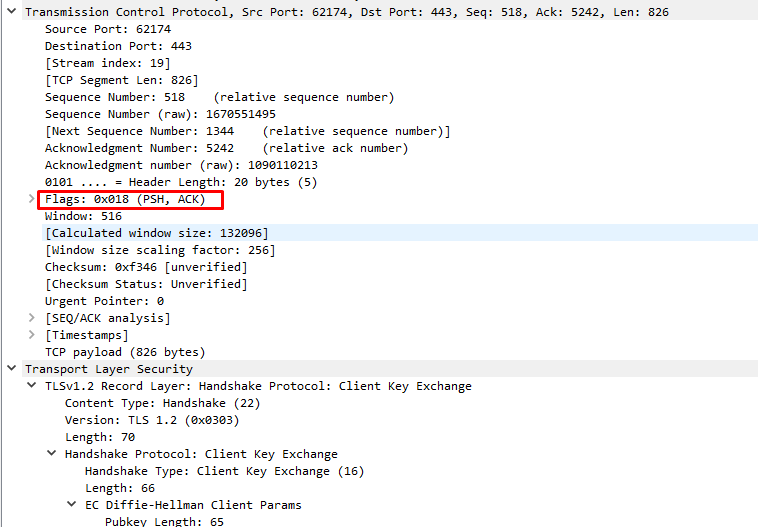 Transmission Control Protocol, Src Port: 62174, Dst Port: 443, Seq: 518, Ack: 5242, Len: 826
Source Port: 62174
Destination Port: 443
[Stream index: 19]
[TCP Segment Len: 826]
Sequence Number: 518    (relative sequence number)
Sequence Number (raw): 1670551495
[Next Sequence Number: 1344    (relative sequence number)]
Acknowledgment Number: 5242    (relative ack number)
Acknowledgment number (raw): 1090110213
0101 .... = Header Length: 20 bytes (5)
Flags: 0x018 (PSH, ACK)
Window: 516
[Calculated window size: 132096]
[Window size scaling factor: 256]
Checksum: 0xf346 [unverified]
[Checksum Status: Unverified]
Urgent Pointer: 0
[SEQ/ACK analysis]
[Timestamps]
TCP payload (826 bytes)
Transport Layer Security
TLSv1.2 Record Layer: Handshake Protocol: Client Key Exchange
Content Type: Handshake (22)
Version: TLS 1.2 (0x0303)
Length: 70
Handshake Protocol: Client Key Exchange
Handshake Type: Client Key Exchange (16)
Length: 66
EC Diffie-Hellman Client Params
Pubkey Length: 65